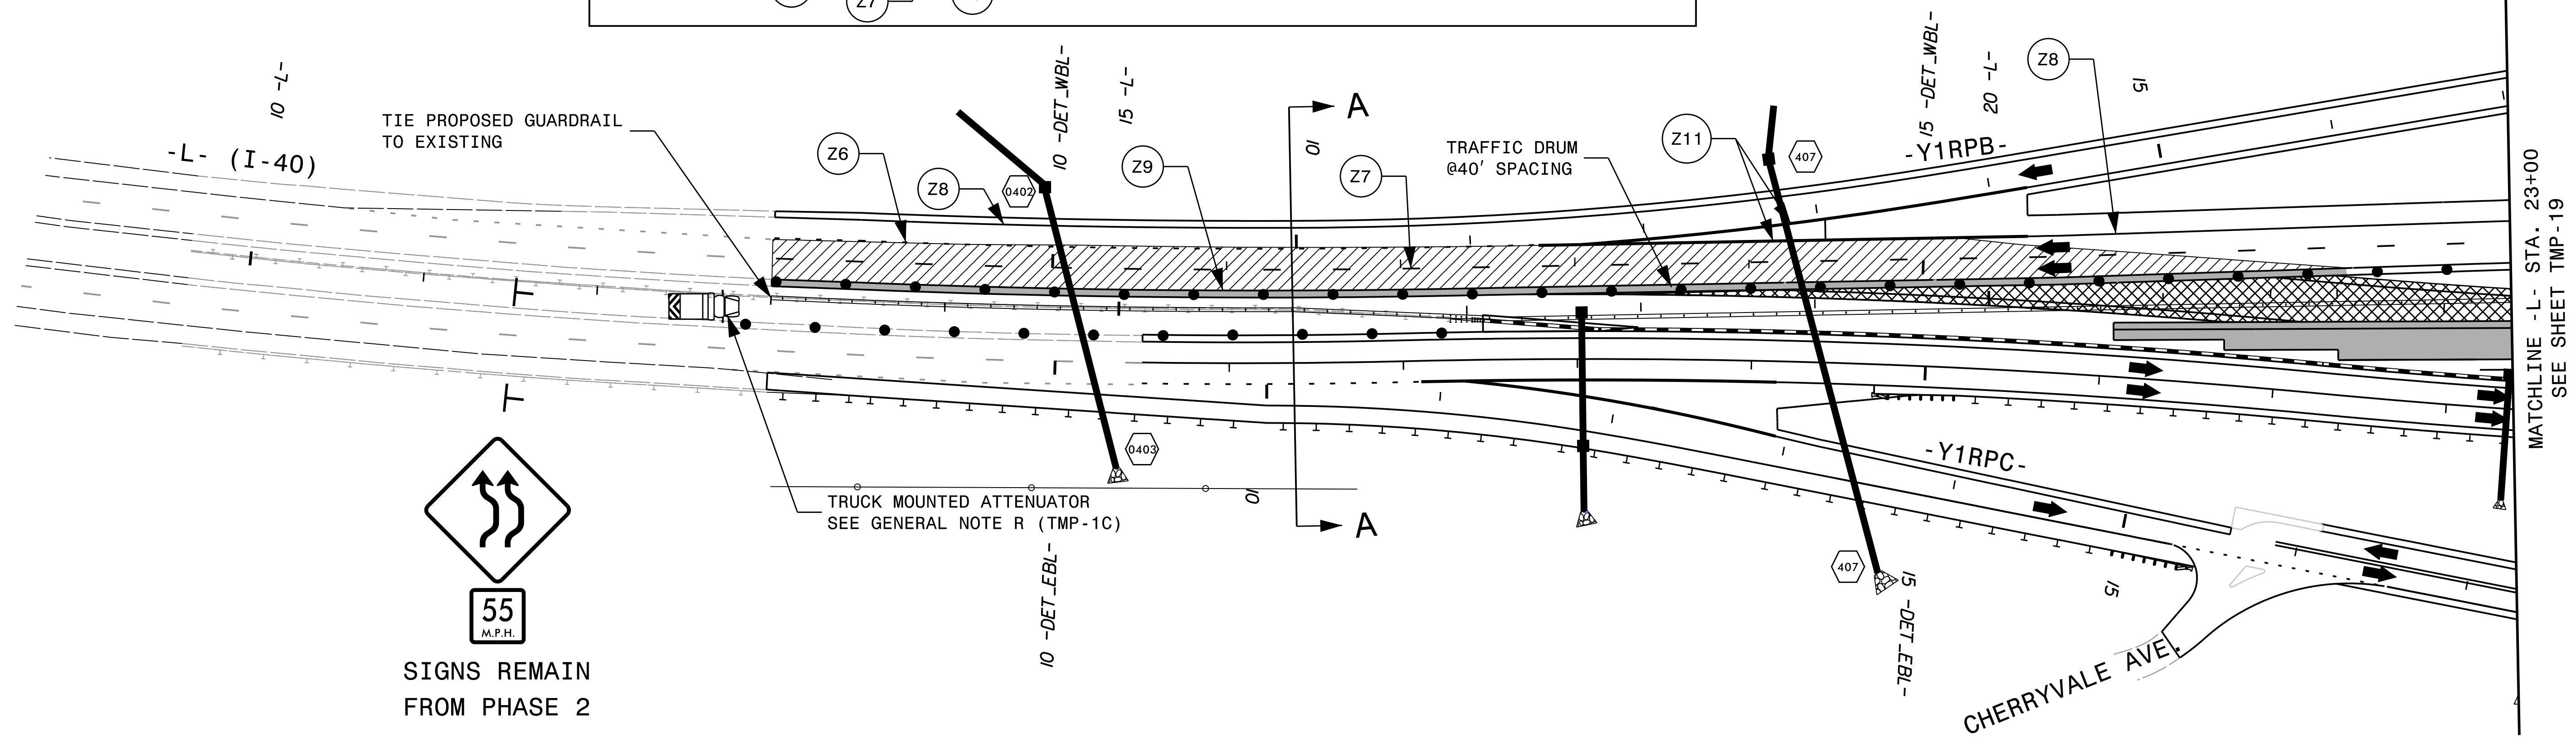 Z7
10 -L-
-L- (I-40)
TIE PROPOSED GUARDRAIL
TO EXISTING
Z6
Z8
0402
10 -DET_WBL-
15 -L-
Z9
A
10
Z7
TRAFFIC DRUM
@40' SPACING
Z11
407
-Y1RPB-
15 -DET_WBL-
20 -L-
Z8
15
MATCHLINE -L- STA. 23+00
SEE SHEET TMP-19
0403
TRUCK MOUNTED ATTENUATOR
SEE GENERAL NOTE R (TMP-1C)
10
A
10 -DET_EBL-
-Y1RPC-
407
15 -DET_EBL-
15
CHERRYVALE AVE.
55
M.P.H.
SIGNS REMAIN
FROM PHASE 2